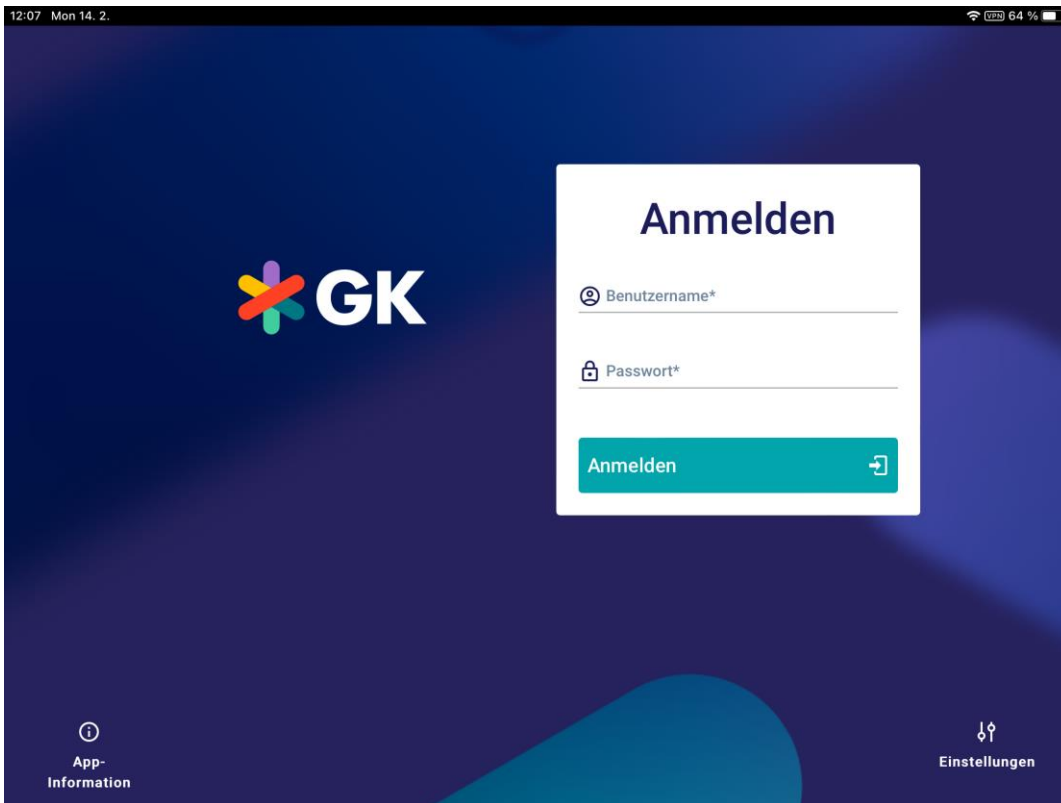 12:07 Mon 14. 2.
VPN 64 %
GK
Anmelden
Benutzername*
Passwort*
Anmelden
App-
Information
Einstellungen